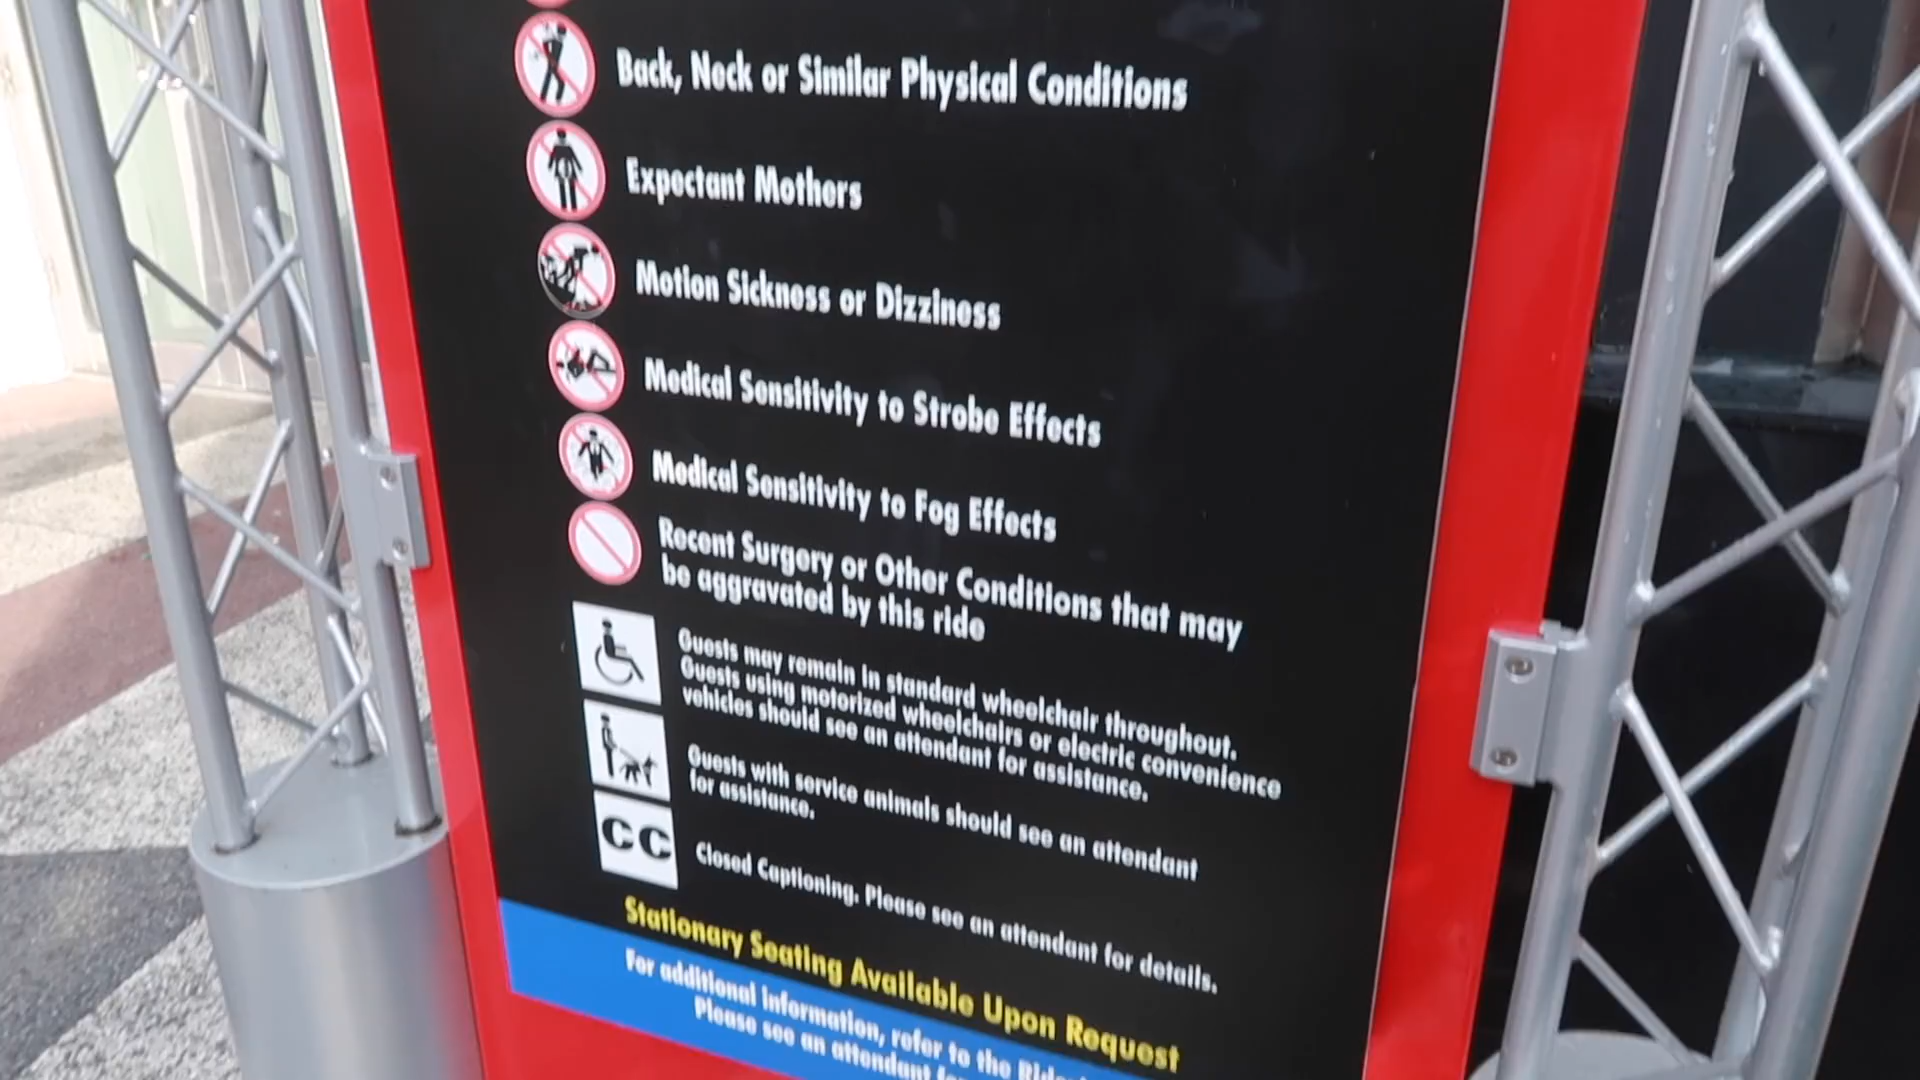 Back, Neck or Similar Physical Conditions
Expectant Mothers
Motion Sickness or Dizziness
Medical Sensitivity to Strobe Effects
Medical Sensitivity to Fog Effects
Recent Surgery or Other Conditions that may
be aggravated by this ride
Guests may remain in standard wheelchair throughout.
Guests using motorized wheelchairs or electric convenience
vehicles should see an attendant for assistance.
Guests with service animals should see an attendant
for assistance.
CC
Closed Captioning. Please see an attendant for details.
Stationary Seating Available Upon Request
For additional information, refer to the
Please see an attendant